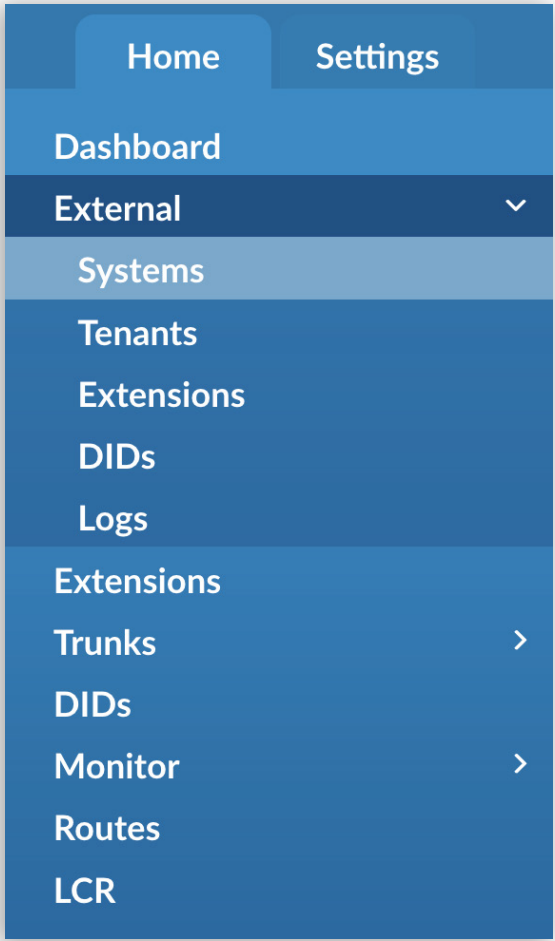 Home Settings
Dashboard
External
Systems
Tenants
Extensions
DIDs
Logs
Extensions
Trunks
DIDs
Monitor
Routes
LCR